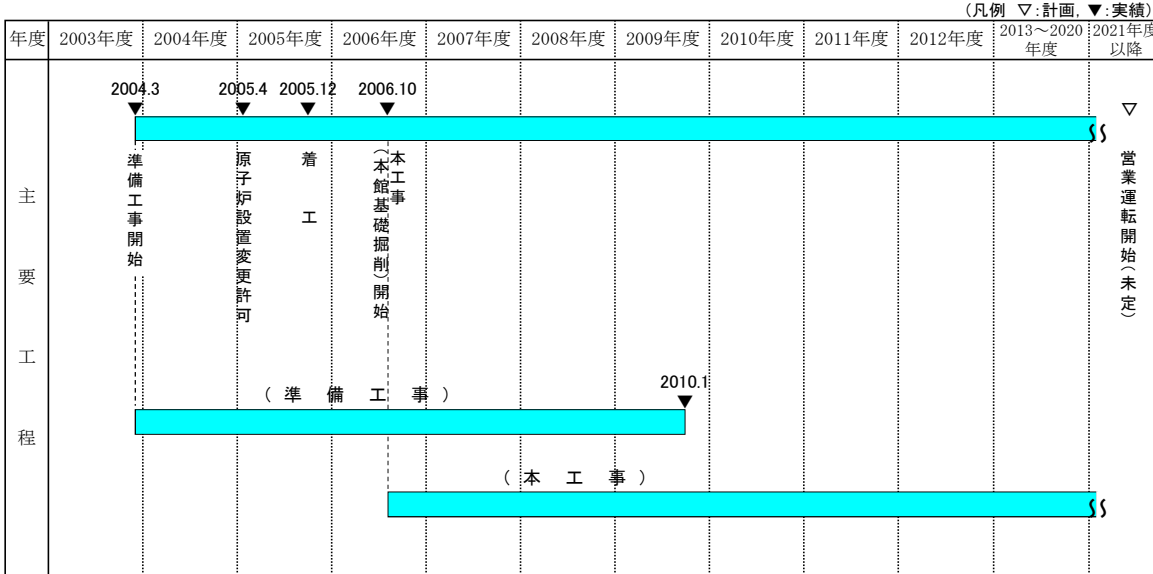 (凡例 ▽:計画, ▼:実績)
年度 2003年度 2004年度 2005年度 2006年度 2007年度 2008年度 2009年度 2010年度 2011年度 2012年度 2013～2020年度 2021年度以降
主要工程
2004.3 2005.4 2005.12 2006.10
▼ ▼ ▼ ▼ ▽
準備工事開始
原子炉設置変更許可
着工
本工事
(本館基礎掘削)開始
営業運転開始(未定)
(準備工事)
2010.1
▼
(本工事)